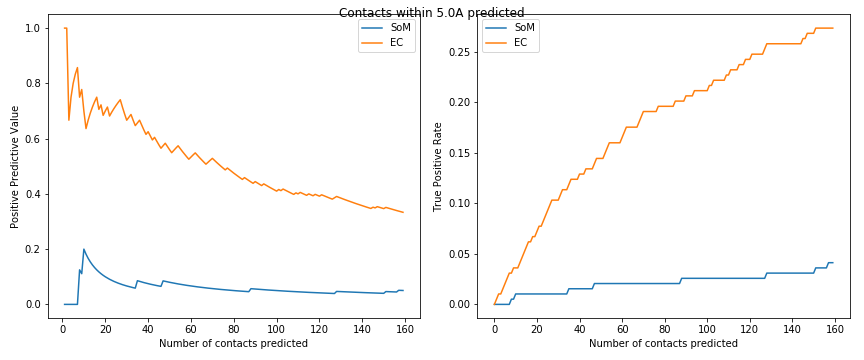 Contacts within 5.0A predicted
SoM
EC
1.0
0.8
0.6
0.4
0.2
0.0
Positive Predictive Value
0 20 40 60 80 100 120 140 160
Number of contacts predicted
SoM
EC
0.25
0.20
0.15
0.10
0.05
0.00
True Positive Rate
0 20 40 60 80 100 120 140 160
Number of contacts predicted